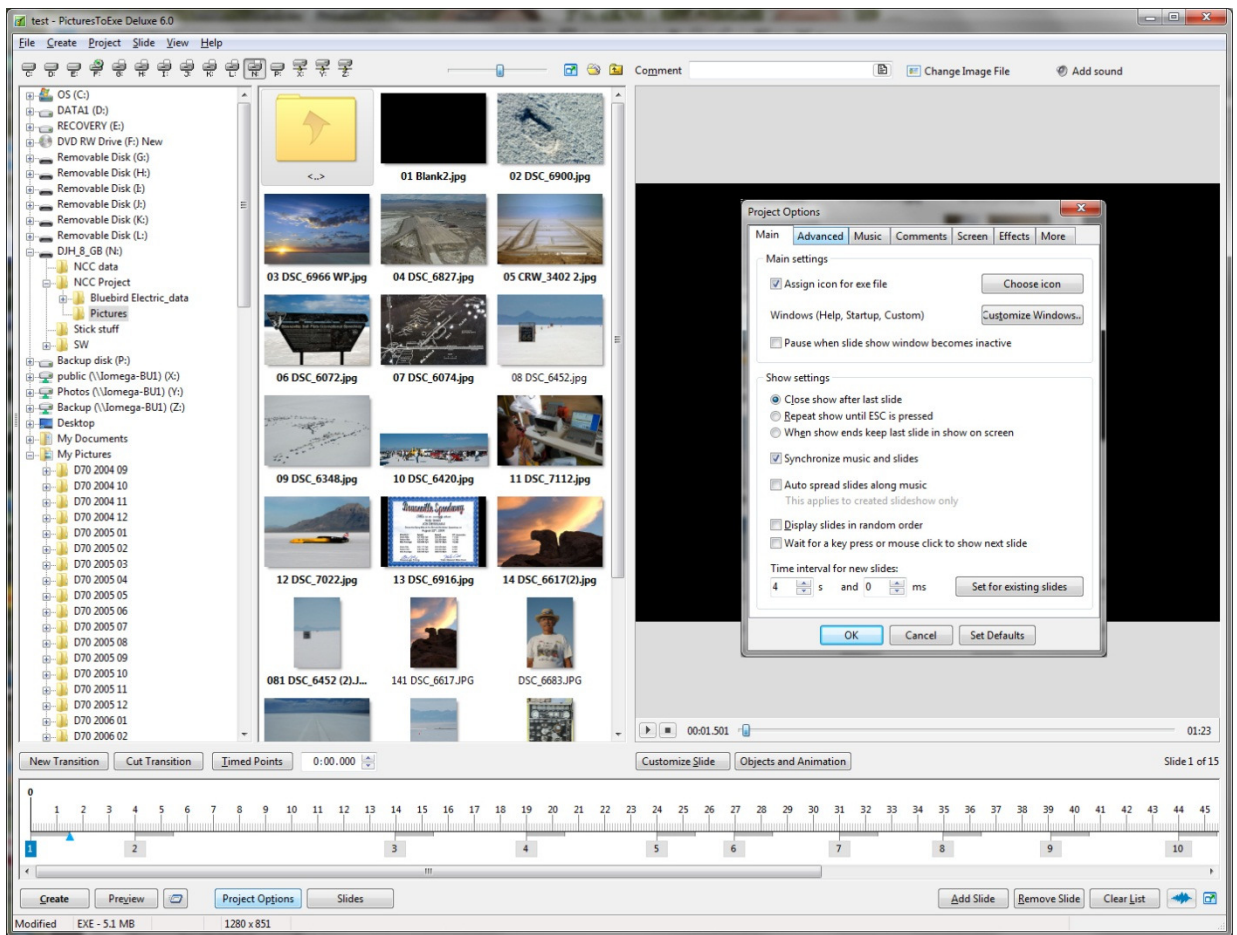 test - PicturesToExe Deluxe 6.0
File Create Project Slide View Help
C: D: E: F: G: H: I: J: K: L: N: P: X: Y: Z:
Comment Change Image File Add sound
OS (C:)
DATA1 (D:)
RECOVERY (E:)
DVD RW Drive (F:) New
Removable Disk (G:)
Removable Disk (H:)
Removable Disk (I:)
Removable Disk (J:)
Removable Disk (K:)
Removable Disk (L:)
DJH_8_GB (N:)
NCC data
NCC Project
Bluebird Electric_data
Pictures
Stick stuff
SW
Backup disk (P:)
public (\\Iomega-BU1) (X:)
Photos (\\Iomega-BU1) (Y:)
Backup (\\Iomega-BU1) (Z:)
Desktop
My Documents
My Pictures
D70 2004 09
D70 2004 10
D70 2004 11
D70 2004 12
D70 2005 01
D70 2005 02
D70 2005 03
D70 2005 04
D70 2005 05
D70 2005 06
D70 2005 07
D70 2005 08
D70 2005 09
D70 2005 10
D70 2005 11
D70 2005 12
D70 2006 01
D70 2006 02
<..> 01 Blank2.jpg 02 DSC_6900.jpg
03 DSC_6966 WP.jpg 04 DSC_6827.jpg 05 CRW_3402 2.jpg
06 DSC_6072.jpg 07 DSC_6074.jpg 08 DSC_6452.jpg
09 DSC_6348.jpg 10 DSC_6420.jpg 11 DSC_7112.jpg
Bonneville Speedway
12 DSC_7022.jpg 13 DSC_6916.jpg 14 DSC_6617(2).jpg
081 DSC_6452 (2).J... 141 DSC_6617.JPG DSC_6683.JPG
Project Options
Main Advanced Music Comments Screen Effects More
Main settings
Assign icon for exe file Choose icon
Windows (Help, Startup, Custom) Customize Windows..
Pause when slide show window becomes inactive
Show settings
Close show after last slide
Repeat show until ESC is pressed
When show ends keep last slide in show on screen
Synchronize music and slides
Auto spread slides along music
This applies to created slideshow only
Display slides in random order
Wait for a key press or mouse click to show next slide
Time interval for new slides:
4 s and 0 ms Set for existing slides
OK Cancel Set Defaults
00:01.501 01:23
New Transition Cut Transition Timed Points 0:00.000 Customize Slide Objects and Animation Slide 1 of 15
0
1 2 3 4 5 6 7 8 9 10 11 12 13 14 15 16 17 18 19 20 21 22 23 24 25 26 27 28 29 30 31 32 33 34 35 36 37 38 39 40 41 42 43 44 45
1 2 3 4 5 6 7 8 9 10
Create Preview Project Options Slides Add Slide Remove Slide Clear List
Modified EXE - 5.1 MB 1280 x 851